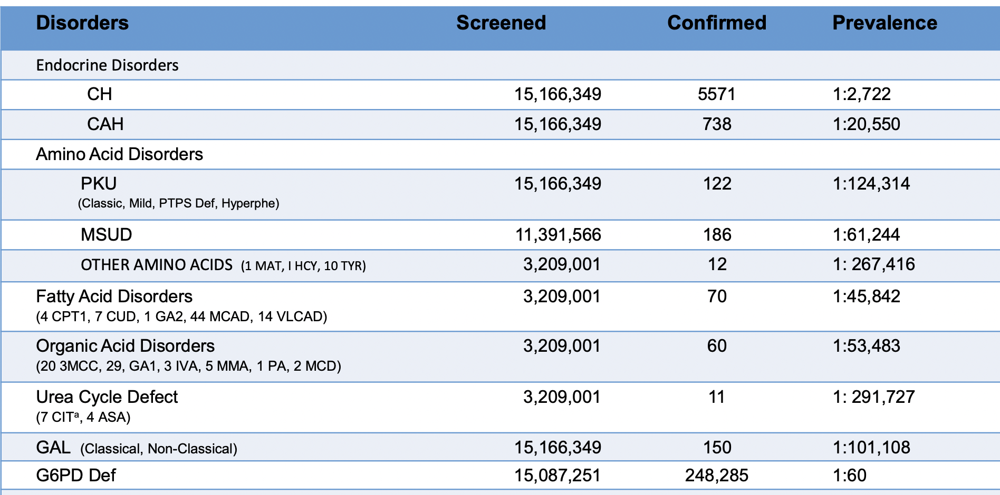 Disorders Screened Confirmed Prevalence
Endocrine Disorders
CH 15,166,349 5571 1:2,722
CAH 15,166,349 738 1:20,550
Amino Acid Disorders
PKU 15,166,349 122 1:124,314
(Classic, Mild, PTPS Def, Hyperphe)
MSUD 11,391,566 186 1:61,244
OTHER AMINO ACIDS (1 MAT, I HCY, 10 TYR) 3,209,001 12 1: 267,416
Fatty Acid Disorders 3,209,001 70 1:45,842
(4 CPT1, 7 CUD, 1 GA2, 44 MCAD, 14 VLCAD)
Organic Acid Disorders 3,209,001 60 1:53,483
(20 3MCC, 29, GA1, 3 IVA, 5 MMA, 1 PA, 2 MCD)
Urea Cycle Defect 3,209,001 11 1: 291,727
(7 CITᵃ, 4 ASA)
GAL (Classical, Non-Classical) 15,166,349 150 1:101,108
G6PD Def 15,087,251 248,285 1:60